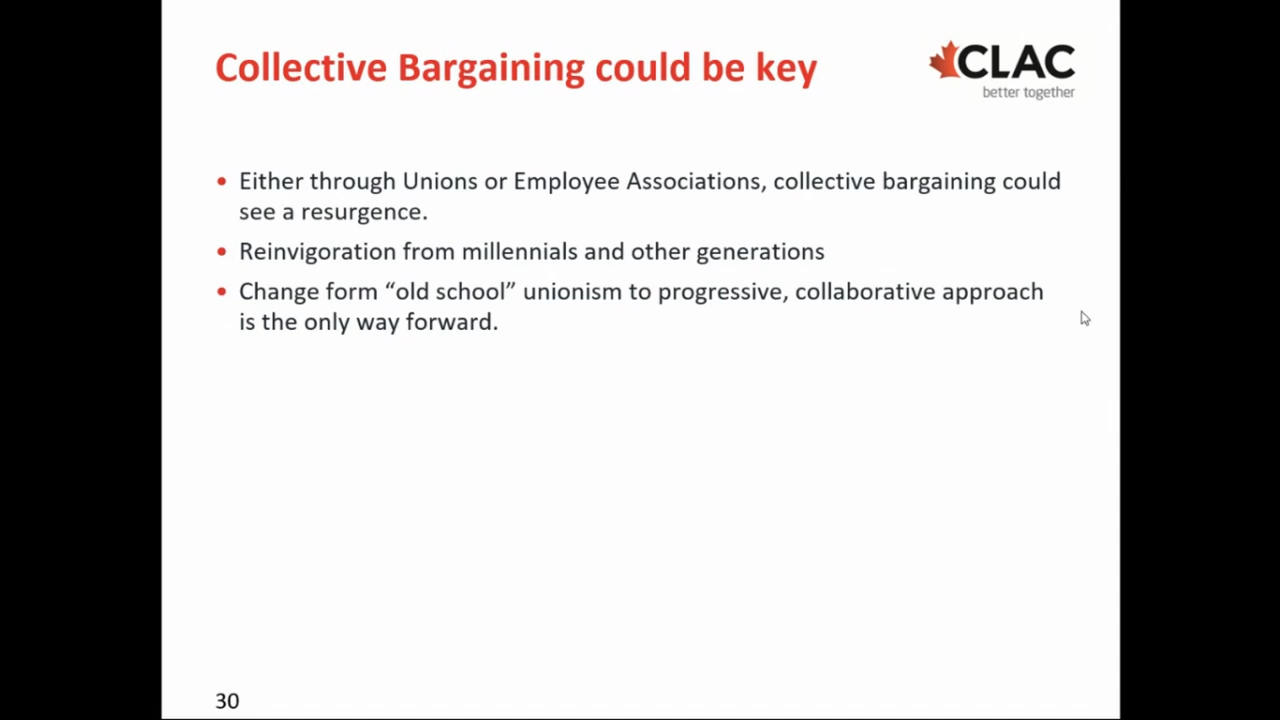 Collective Bargaining could be key
CLAC
better together
• Either through Unions or Employee Associations, collective bargaining could
see a resurgence.
• Reinvigoration from millennials and other generations
• Change form “old school” unionism to progressive, collaborative approach
is the only way forward.
30